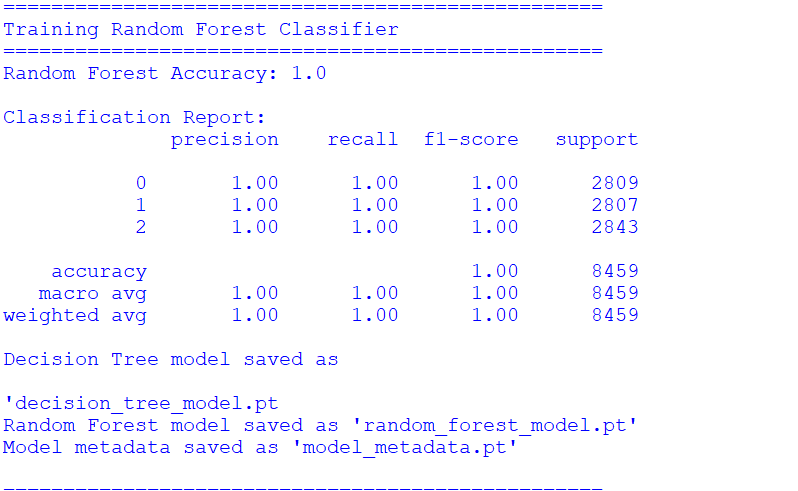 ==================================================
Training Random Forest Classifier
==================================================
Random Forest Accuracy: 1.0
Classification Report:
              precision    recall  f1-score   support
           0       1.00      1.00      1.00      2809
           1       1.00      1.00      1.00      2807
           2       1.00      1.00      1.00      2843
    accuracy                           1.00      8459
   macro avg       1.00      1.00      1.00      8459
weighted avg       1.00      1.00      1.00      8459
Decision Tree model saved as
'decision_tree_model.pt
Random Forest model saved as 'random_forest_model.pt'
Model metadata saved as 'model_metadata.pt'
==================================================